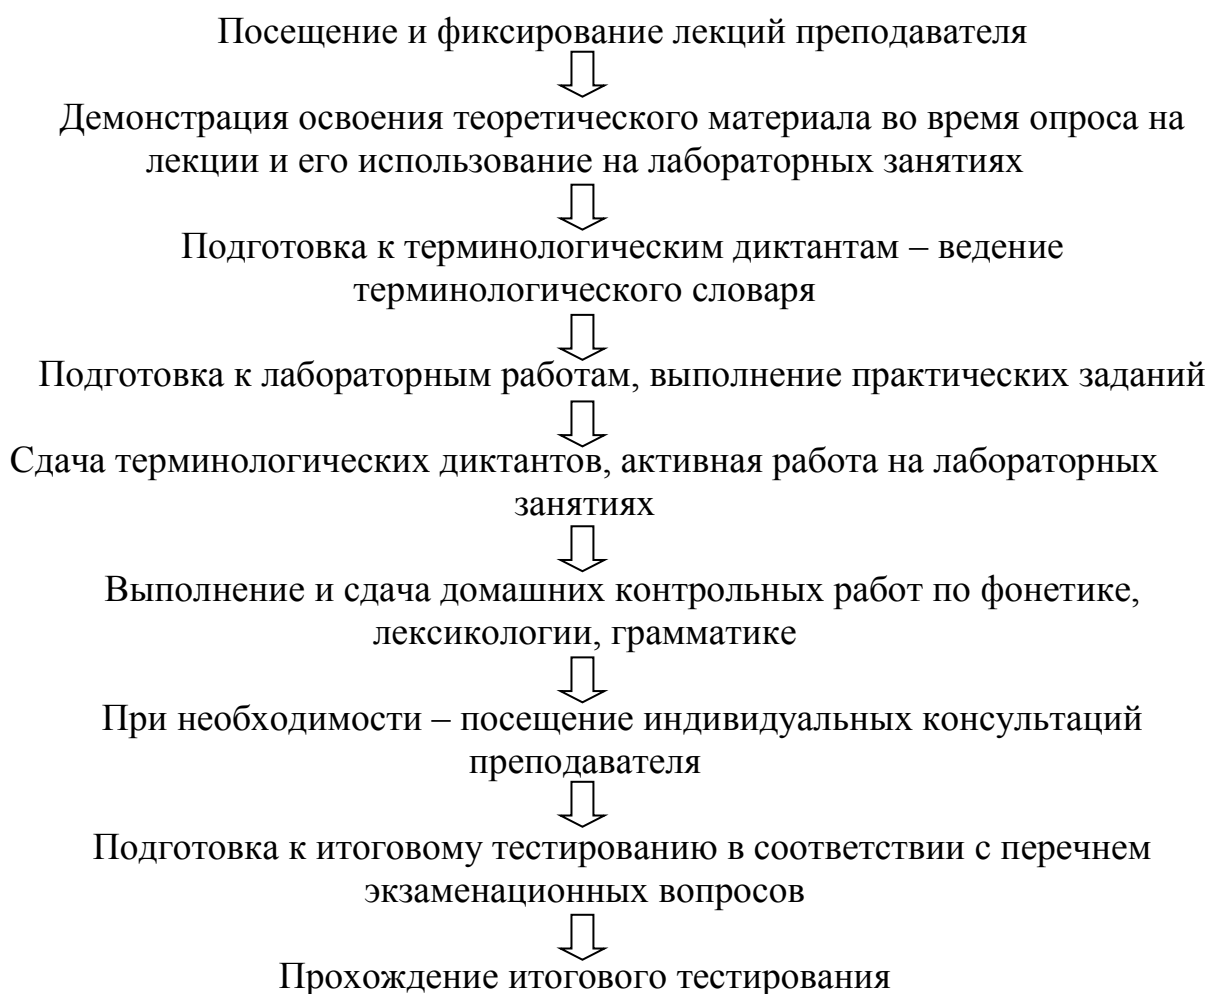 Посещение и фиксирование лекций преподавателя
Демонстрация освоения теоретического материала во время опроса на
лекции и его использование на лабораторных занятиях
Подготовка к терминологическим диктантам – ведение
терминологического словаря
Подготовка к лабораторным работам, выполнение практических заданий
Сдача терминологических диктантов, активная работа на лабораторных
занятиях
Выполнение и сдача домашних контрольных работ по фонетике,
лексикологии, грамматике
При необходимости – посещение индивидуальных консультаций
преподавателя
Подготовка к итоговому тестированию в соответствии с перечнем
экзаменационных вопросов
Прохождение итогового тестирования